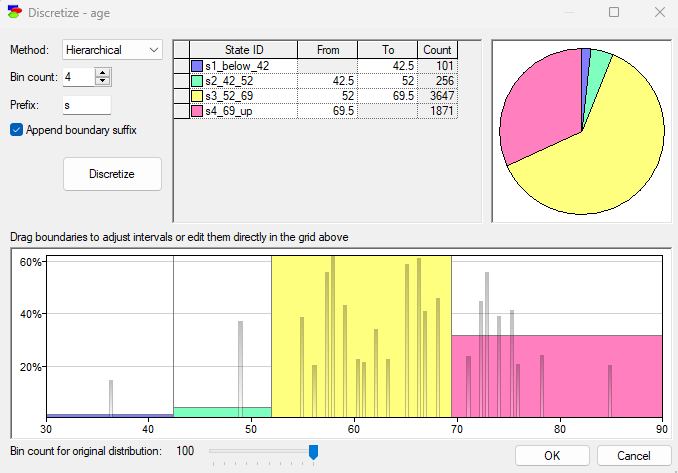 Discretize - age
Method: Hierarchical
Bin count: 4
Prefix: s
Append boundary suffix
Discretize
State ID From To Count
s1_below_42 42.5 101
s2_42_52 42.5 52 256
s3_52_69 52 69.5 3647
s4_69_up 69.5 1871
Drag boundaries to adjust intervals or edit them directly in the grid above
60%
40%
20%
30 40 50 60 70 80 90
Bin count for original distribution: 100
OK Cancel